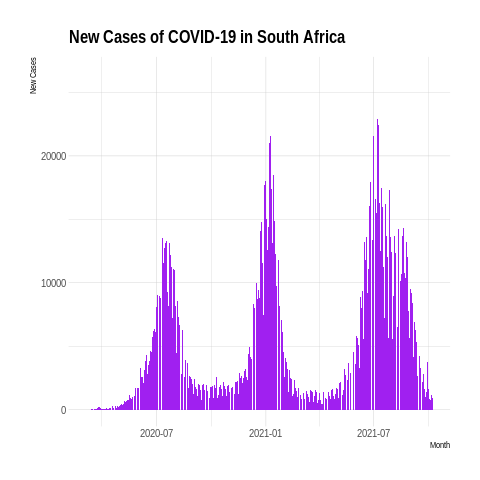 New Cases of COVID-19 in South Africa
New Cases
20000
10000
0
2020-07
2021-01
2021-07
Month